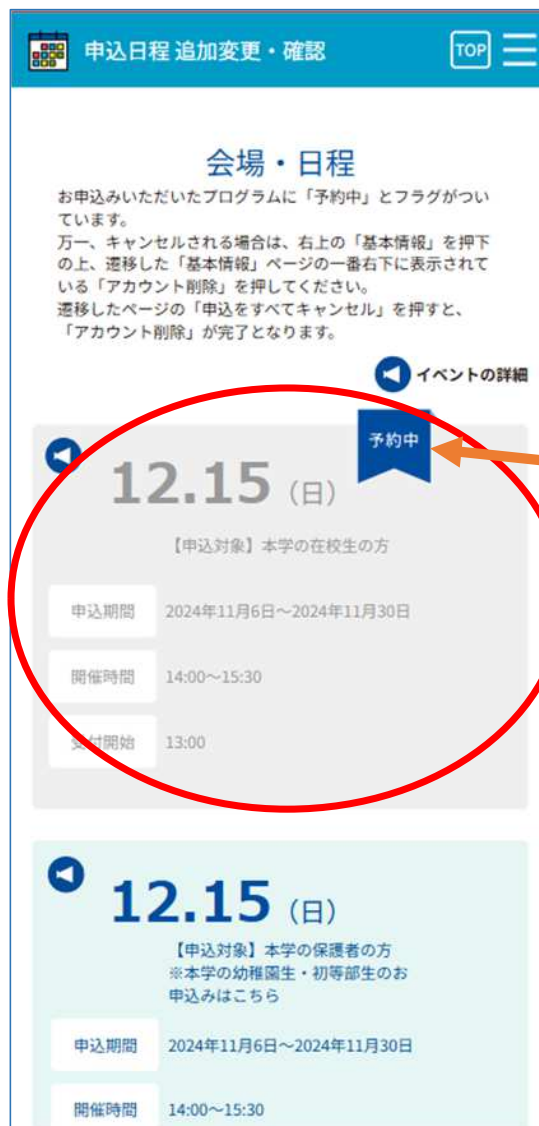 申込日程 追加変更・確認
TOP
会場・日程
お申込みいただいたプログラムに「予約中」とフラグがつい
ています。
万一、キャンセルされる場合は、右上の「基本情報」を押下
の上、遷移した「基本情報」ページの一番右下に表示されて
いる「アカウント削除」を押してください。
遷移したページの「申込をすべてキャンセル」を押すと、
「アカウント削除」が完了となります。
イベントの詳細
予約中
12.15（日）
【申込対象】本学の在校生の方
申込期間 2024年11月6日～2024年11月30日
開催時間 14:00～15:30
受付開始 13:00
12.15（日）
【申込対象】本学の保護者の方
※本学の幼稚園生・初等部生のお
申込みはこちら
申込期間 2024年11月6日～2024年11月30日
開催時間 14:00～15:30